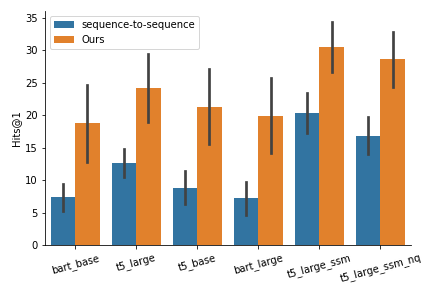 sequence-to-sequence
Ours
Hits@1
35
30
25
20
15
10
5
0
bart_base
t5_large
t5_base
bart_large
t5_large_ssm
t5_large_ssm_nq